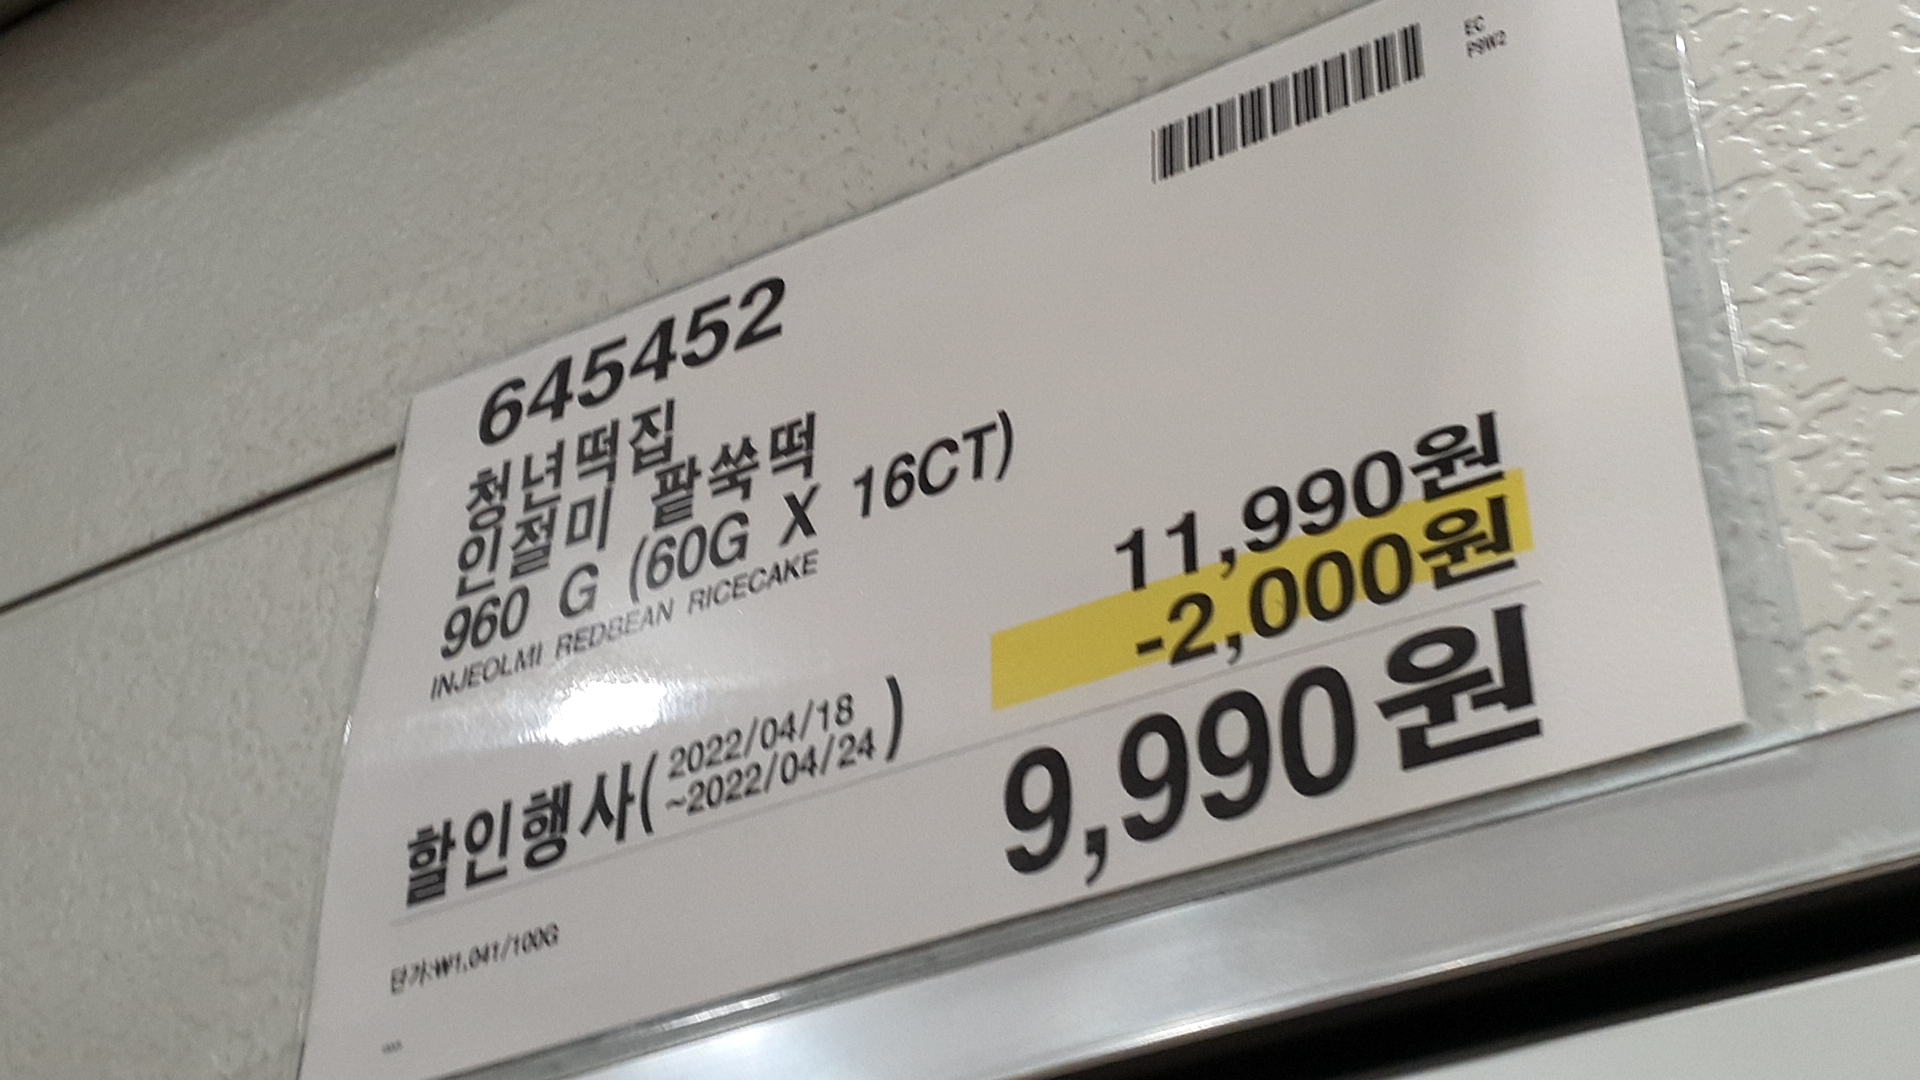 EC
P9W2
645452
청년떡집
인절미 팥쑥떡
960 G (60G X 16CT)
INJEOLMI REDBEAN RICECAKE
11,990원
-2,000원
9,990원
할인행사( 2022/04/18
~2022/04/24 )
단가:₩1,041/100G